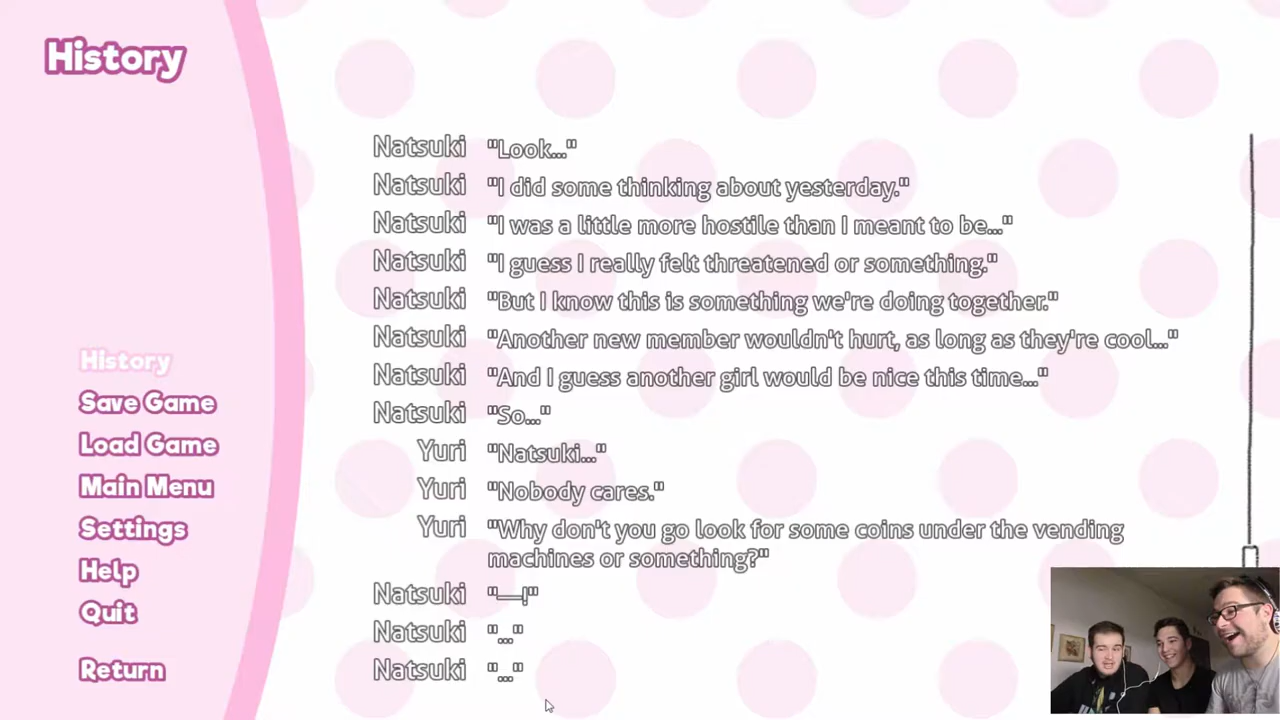 History
Natsuki "Look..."
Natsuki "I did some thinking about yesterday."
Natsuki "I was a little more hostile than I meant to be..."
Natsuki "I guess I really felt threatened or something."
Natsuki "But I know this is something we're doing together."
Natsuki "Another new member wouldn't hurt, as long as they're cool..."
Natsuki "And I guess another girl would be nice this time..."
Natsuki "So..."
Yuri "Natsuki..."
Yuri "Nobody cares."
Yuri "Why don't you go look for some coins under the vending
machines or something?"
Natsuki "––!"
Natsuki "..."
Natsuki "..."
History
Save Game
Load Game
Main Menu
Settings
Help
Quit
Return